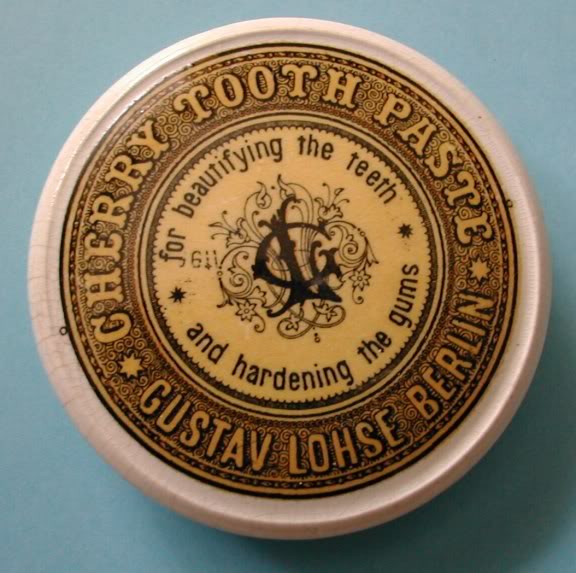 CHERRY TOOTH PASTE
GUSTAV LOHSE BERLIN
for beautifying the teeth
and hardening the gums